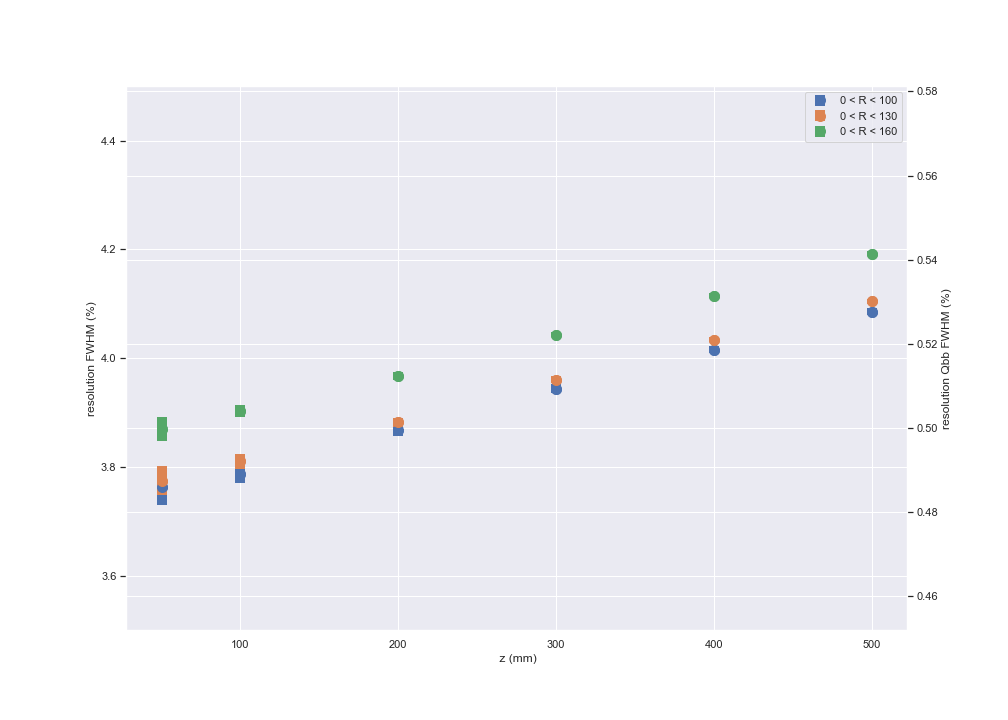 0 < R < 100
0 < R < 130
0 < R < 160
resolution FWHM (%)
4.4
4.2
4.0
3.8
3.6
0.58
0.56
0.54
0.52
0.50
0.48
0.46
resolution Qbb FWHM (%)
100
200
300
400
500
z (mm)